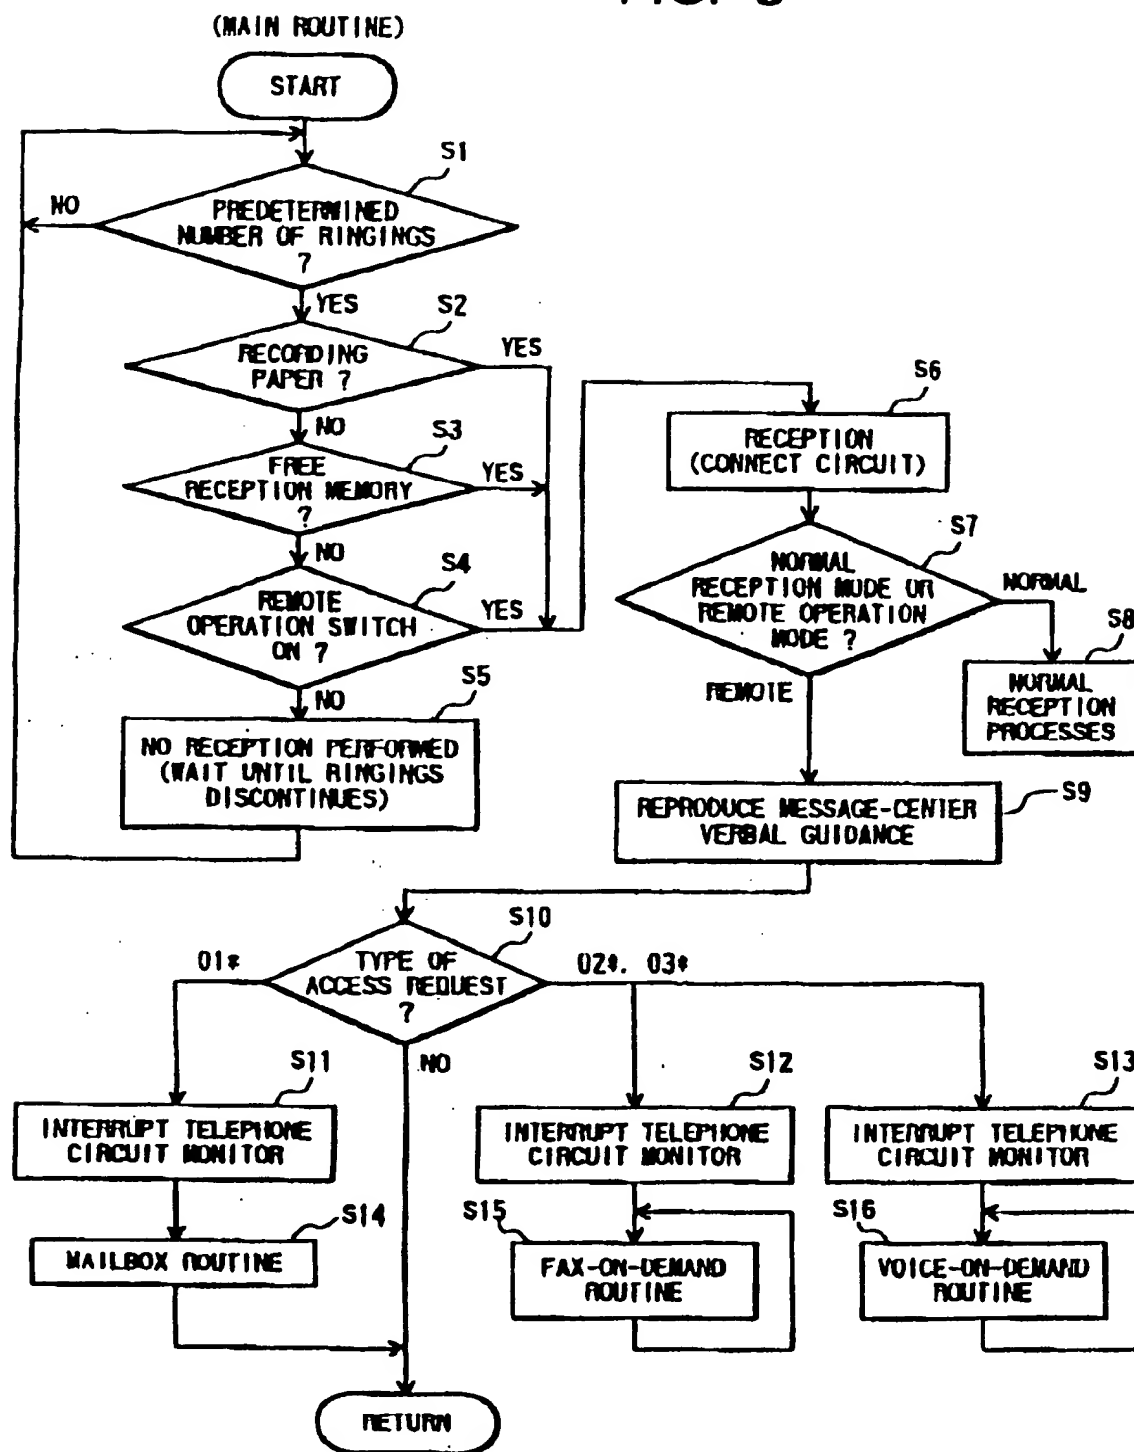 (MAIN ROUTINE)
START
S1
NO
PREDETERMINED
NUMBER OF RINGINGS
?
YES
S2
RECORDING
PAPER ?
YES
NO
S3
FREE
RECEPTION MEMORY
?
YES
NO
S4
REMOTE
OPERATION SWITCH
ON ?
YES
NO
S5
NO RECEPTION PERFORMED
(WAIT UNTIL RINGINGS
DISCONTINUES)
S6
RECEPTION
(CONNECT CIRCUIT)
S7
NORMAL
RECEPTION MODE OR
REMOTE OPERATION
MODE ?
NORMAL
S8
NORMAL
RECEPTION
PROCESSES
REMOTE
S9
REPRODUCE MESSAGE-CENTER
VERBAL GUIDANCE
S10
TYPE OF
ACCESS REQUEST
?
01*
02*. 03*
NO
S11
INTERRUPT TELEPHONE
CIRCUIT MONITOR
S12
INTERRUPT TELEPHONE
CIRCUIT MONITOR
S13
INTERRUPT TELEPHONE
CIRCUIT MONITOR
S14
MAILBOX ROUTINE
S15
FAX-ON-DEMAND
ROUTINE
S16
VOICE-ON-DEMAND
ROUTINE
RETURN